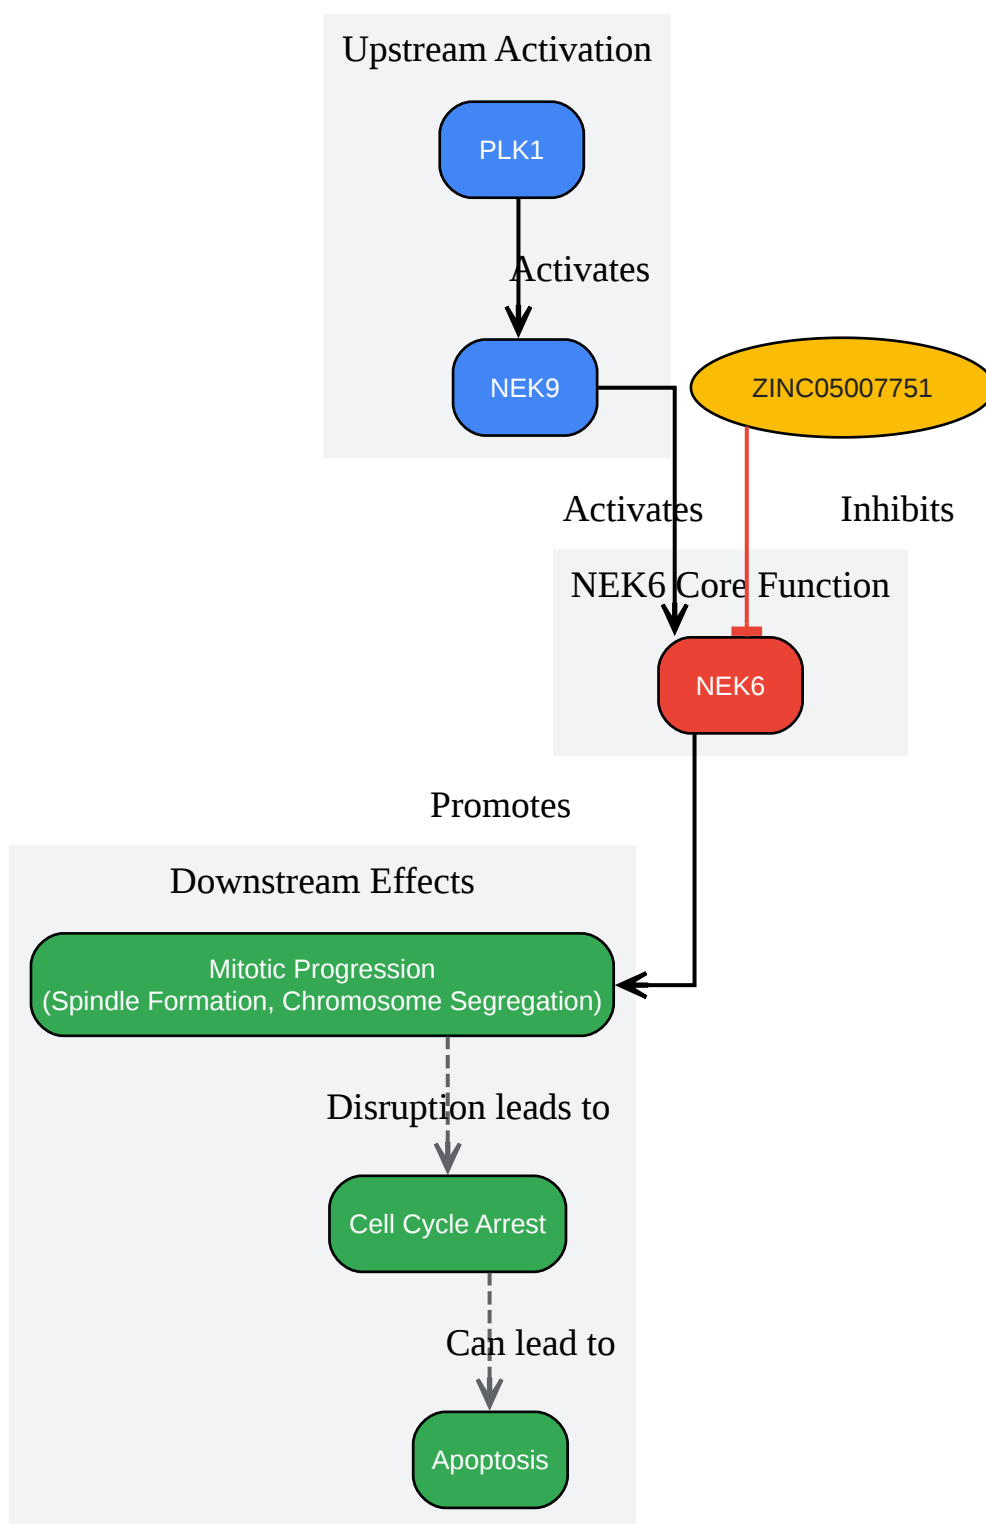 Upstream Activation
PLK1
Activates
NEK9
ZINC05007751
Activates
Inhibits
NEK6 Core Function
NEK6
Promotes
Downstream Effects
Mitotic Progression
(Spindle Formation, Chromosome Segregation)
Disruption leads to
Cell Cycle Arrest
Can lead to
Apoptosis